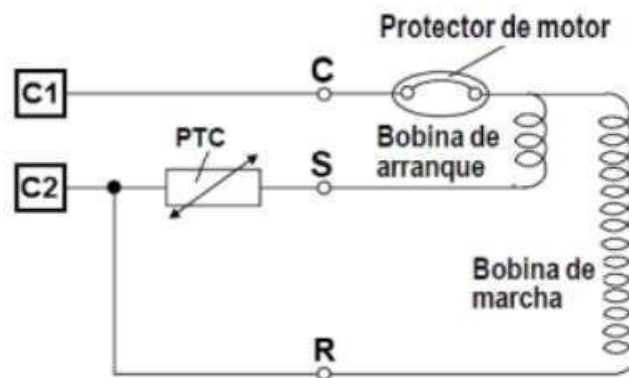 Protector de motor
C
C1
Bobina de
arranque
PTC
S
C2
Bobina de
marcha
R